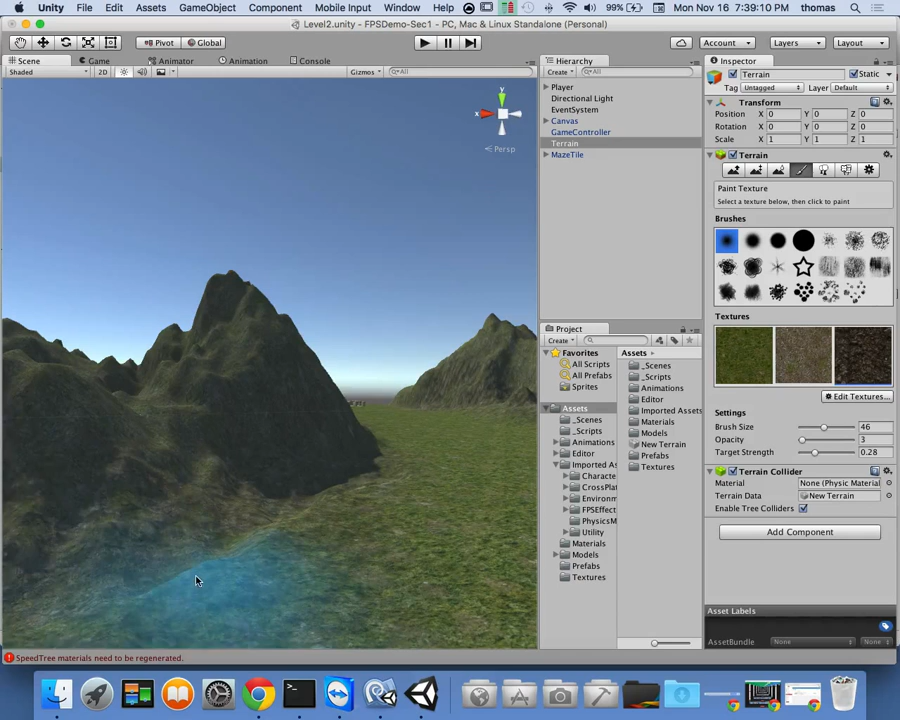 Unity File Edit Assets GameObject Component Mobile Input Window Help 99% Mon Nov 16 7:39:10 PM thomas
Level2.unity - FPSDemo-Sec1 - PC, Mac & Linux Standalone (Personal)
Pivot Global Account Layers Layout
Scene Game Animator Animation Console
Shaded 2D Gizmos All
y
x
Persp
Hierarchy
Create All
Player
Directional Light
EventSystem
Canvas
GameController
Terrain
MazeTile
Project
Create
Favorites
All Scripts
All Prefabs
Sprites
Assets
_Scenes
_Scripts
Animations
Editor
Imported As
Characte
CrossPlat
Environm
FPSEffect
PhysicsM
Utility
Materials
Models
Prefabs
Textures
Assets
_Scenes
_Scripts
Animations
Editor
Imported Assets
Materials
Models
New Terrain
Prefabs
Textures
Inspector
Terrain Static
Tag Untagged Layer Default
Transform
Position X 0 Y 0 Z 0
Rotation X 0 Y 0 Z 0
Scale X 1 Y 1 Z 1
Terrain
Paint Texture
Select a texture below, then click to paint
Brushes
Textures
Edit Textures...
Settings
Brush Size 46
Opacity 3
Target Strength 0.28
Terrain Collider
Material None (Physic Material
Terrain Data New Terrain
Enable Tree Colliders
Add Component
Asset Labels
AssetBundle None None
SpeedTree materials need to be regenerated.